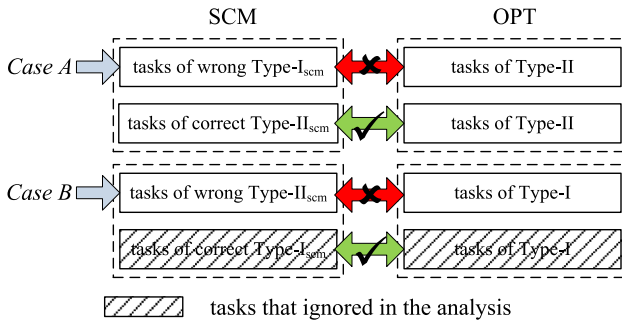 SCM OPT
Case A tasks of wrong Type-Iscm tasks of Type-II
tasks of correct Type-IIscm tasks of Type-II
Case B tasks of wrong Type-IIscm tasks of Type-I
tasks of correct Type-Iscm tasks of Type-I
tasks that ignored in the analysis